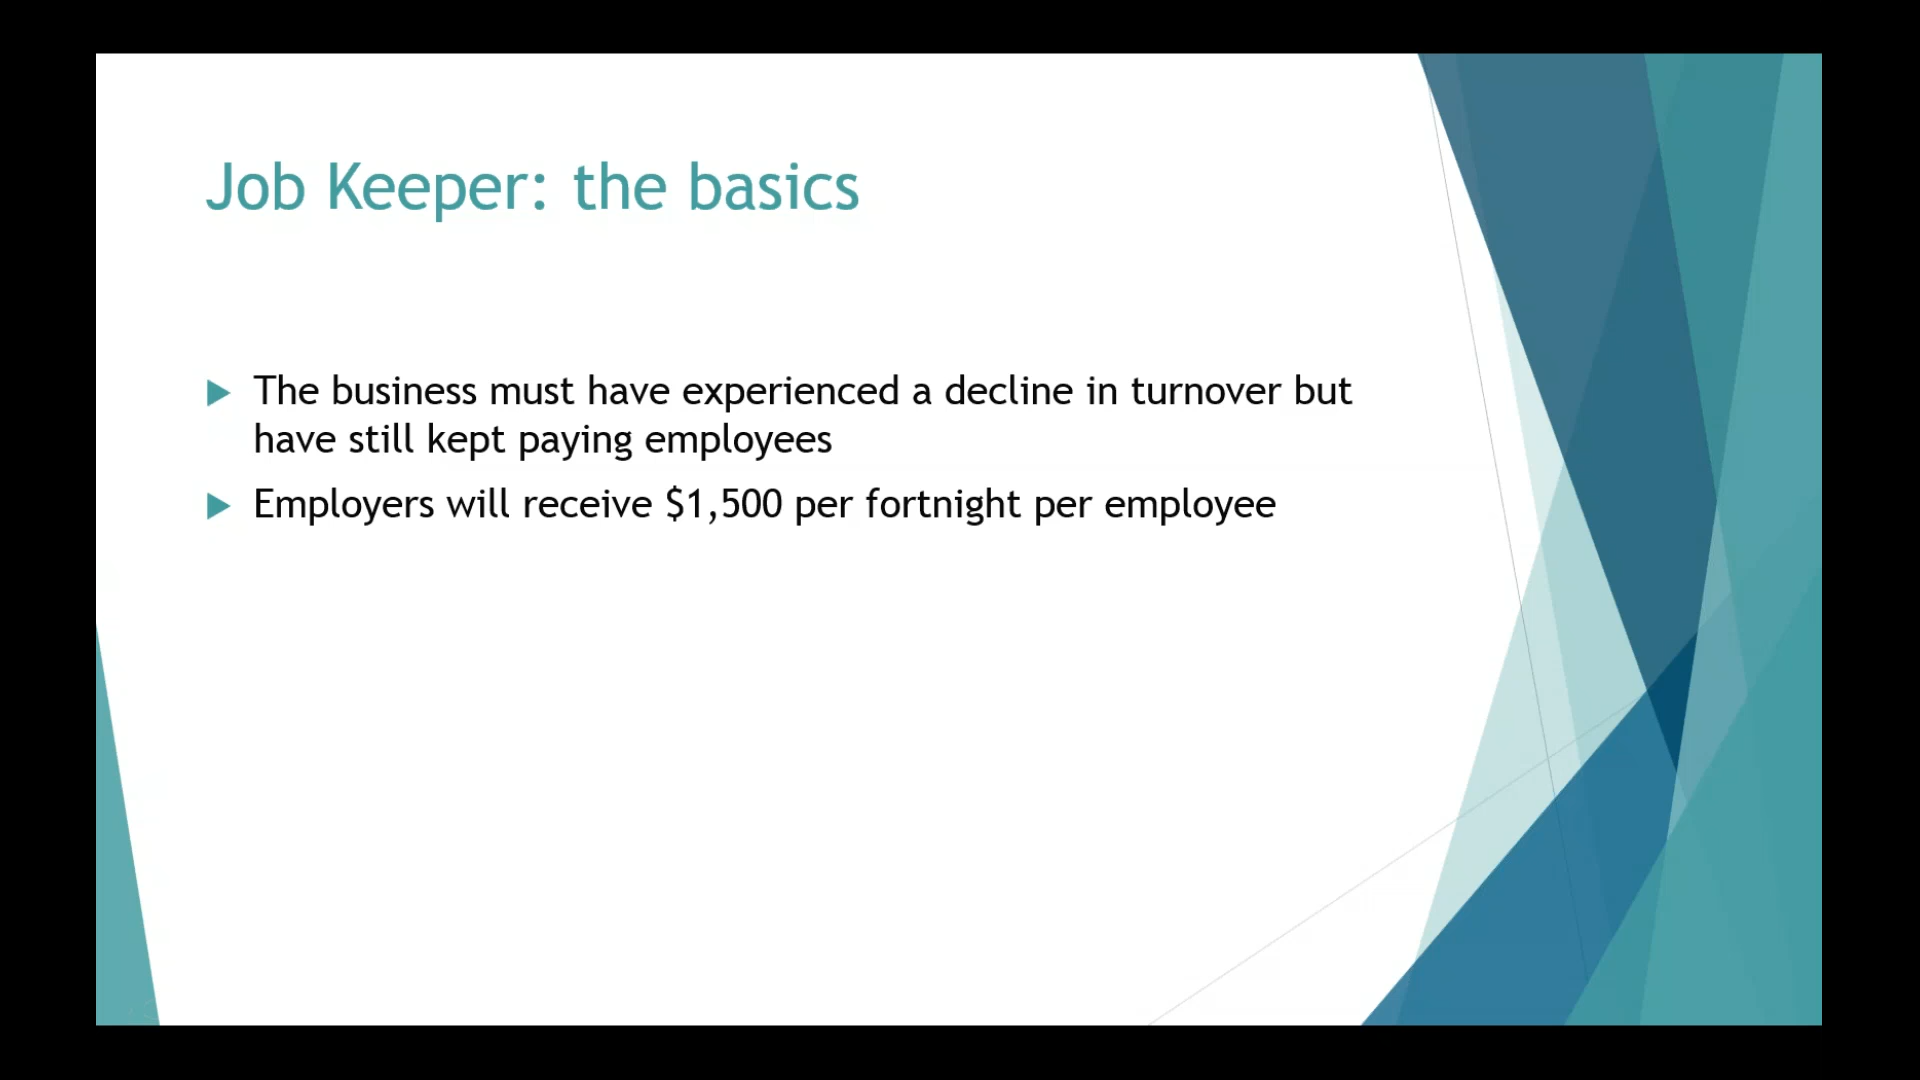 Job Keeper: the basics
The business must have experienced a decline in turnover but
have still kept paying employees
Employers will receive $1,500 per fortnight per employee